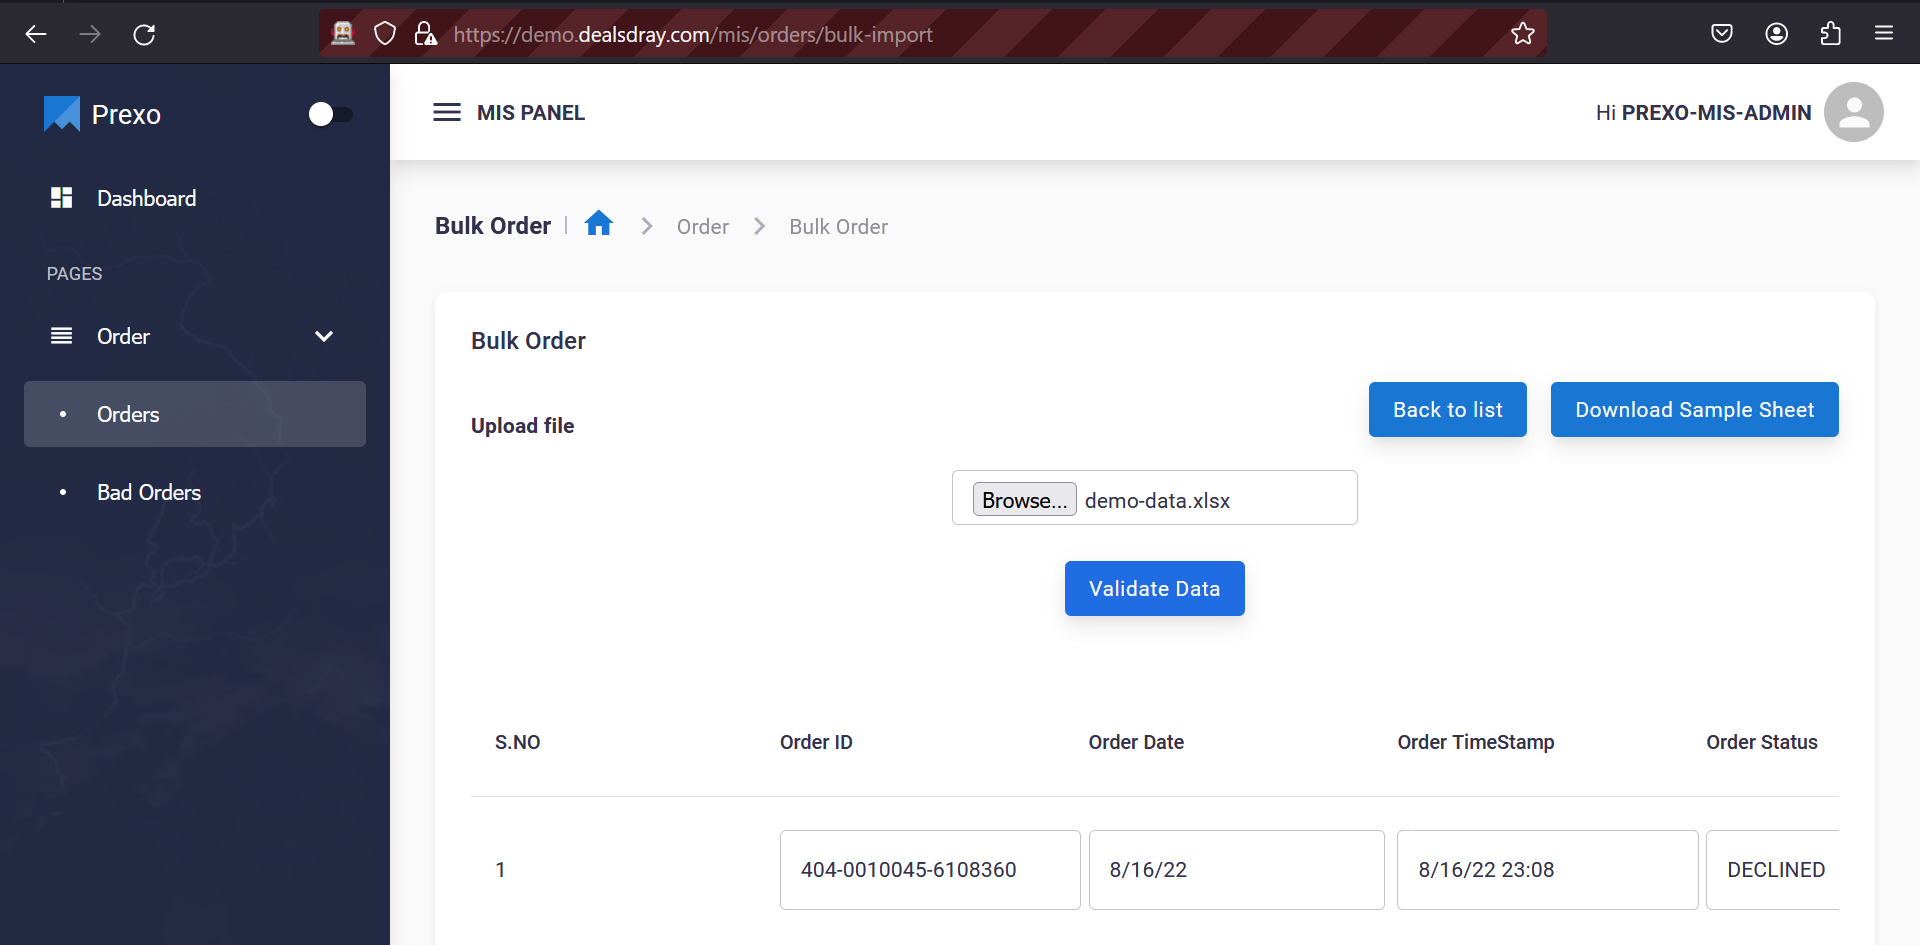 https://demo.dealsdray.com/mis/orders/bulk-import
Prexo
MIS PANEL
Hi PREXO-MIS-ADMIN
Dashboard
PAGES
Order
Orders
Bad Orders
Bulk Order
Order
Bulk Order
Bulk Order
Upload file
Back to list
Download Sample Sheet
Browse... demo-data.xlsx
Validate Data
S.NO Order ID Order Date Order TimeStamp Order Status
1 404-0010045-6108360 8/16/22 8/16/22 23:08 DECLINED